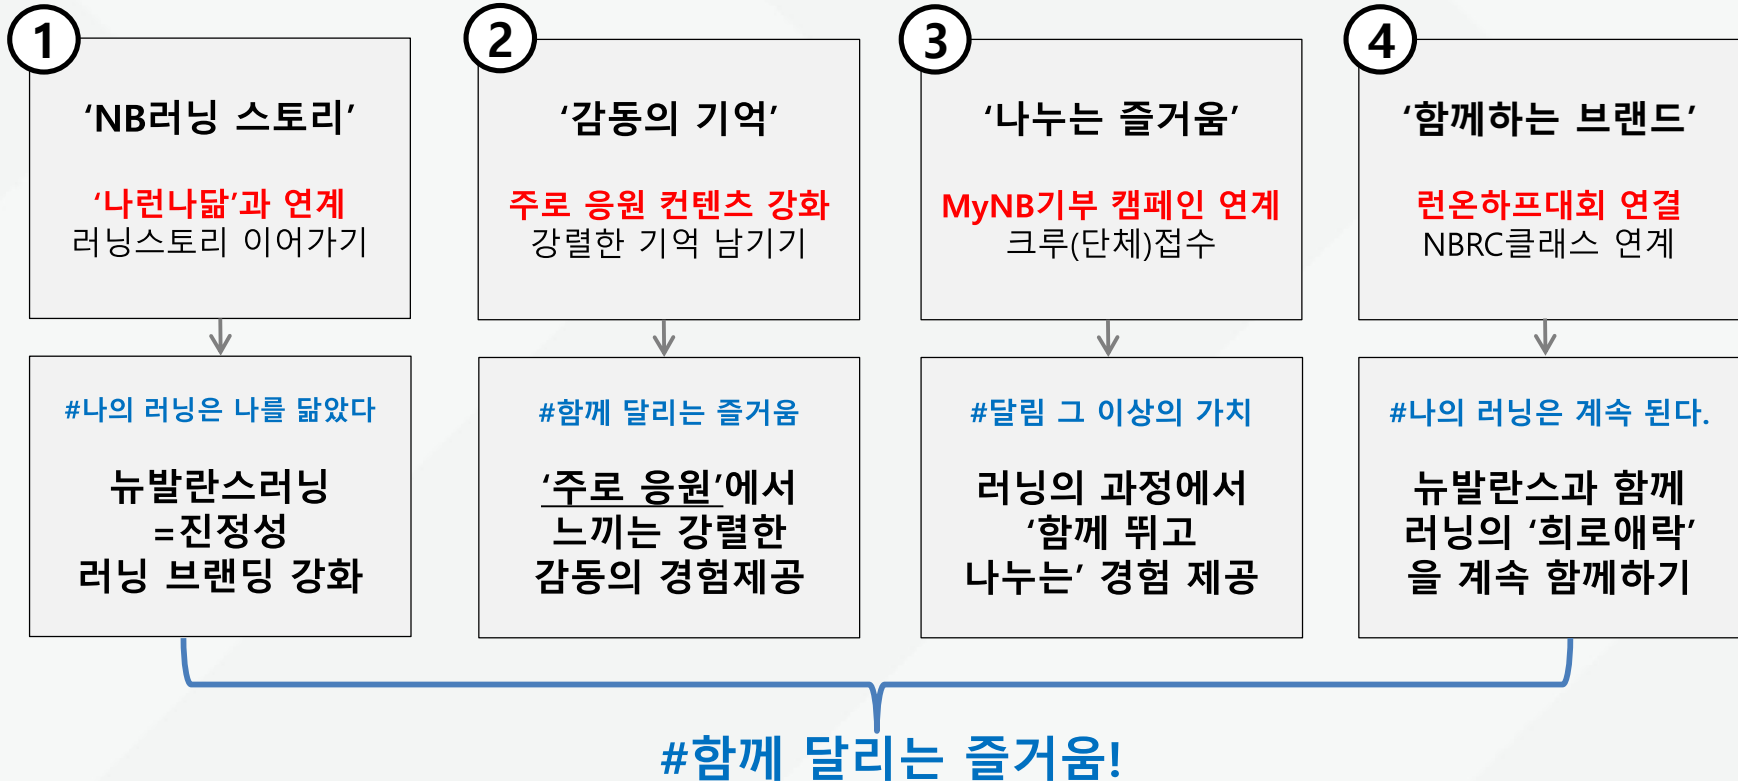 1
‘NB러닝 스토리’
‘나런나닮’과 연계
러닝스토리 이어가기
#나의 러닝은 나를 닮았다
뉴발란스러닝
=진정성
러닝 브랜딩 강화
2
‘감동의 기억’
주로 응원 컨텐츠 강화
강렬한 기억 남기기
#함께 달리는 즐거움
‘주로 응원’에서
느끼는 강렬한
감동의 경험제공
3
‘나누는 즐거움’
MyNB기부 캠페인 연계
크루(단체)접수
#달림 그 이상의 가치
러닝의 과정에서
‘함께 뛰고
나누는’ 경험 제공
4
‘함께하는 브랜드’
런온하프대회 연결
NBRC클래스 연계
#나의 러닝은 계속 된다.
뉴발란스과 함께
러닝의 ‘희로애락’
을 계속 함께하기
#함께 달리는 즐거움!